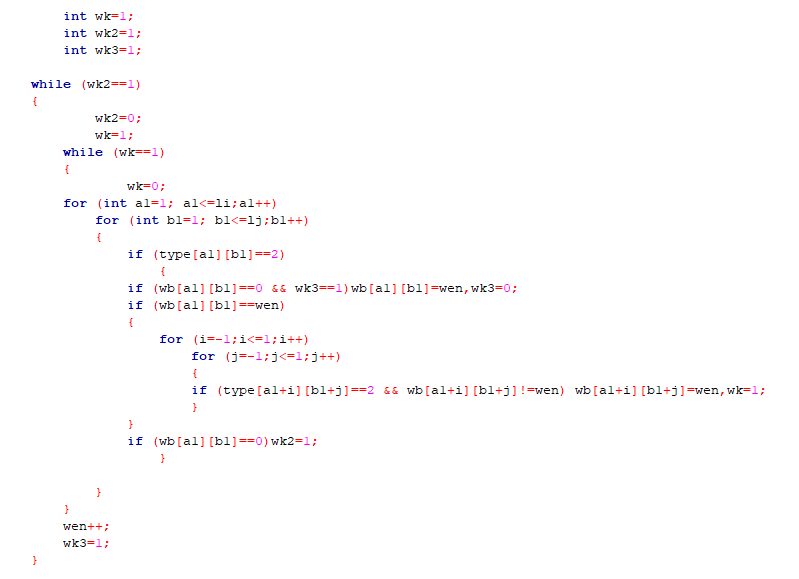 int wk=1;
int wk2=1;
int wk3=1;
while (wk2==1)
{
wk2=0;
wk=1;
while (wk==1)
{
wk=0;
for (int a1=1; a1<=li;a1++)
for (int b1=1; b1<=lj;b1++)
{
if (type[a1][b1]==2)
{
if (wb[a1][b1]==0 && wk3==1)wb[a1][b1]=wen,wk3=0;
if (wb[a1][b1]==wen)
{
for (i=-1;i<=1;i++)
for (j=-1;j<=1;j++)
{
if (type[a1+i][b1+j]==2 && wb[a1+i][b1+j]!=wen) wb[a1+i][b1+j]=wen,wk=1;
}
}
if (wb[a1][b1]==0)wk2=1;
}
}
}
wen++;
wk3=1;
}